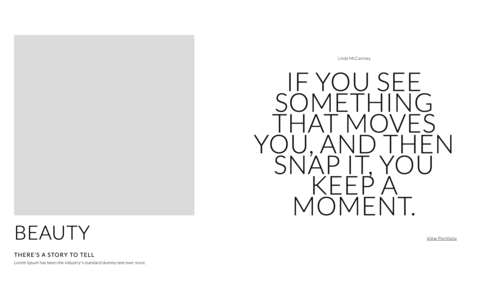 BEAUTY
THERE'S A STORY TO TELL
Lorem Ipsum has been the industry's standard dummy text ever since.
Linda McCartney
IF YOU SEE
SOMETHING
THAT MOVES
YOU, AND THEN
SNAP IT, YOU
KEEP A
MOMENT.
View Portfolio